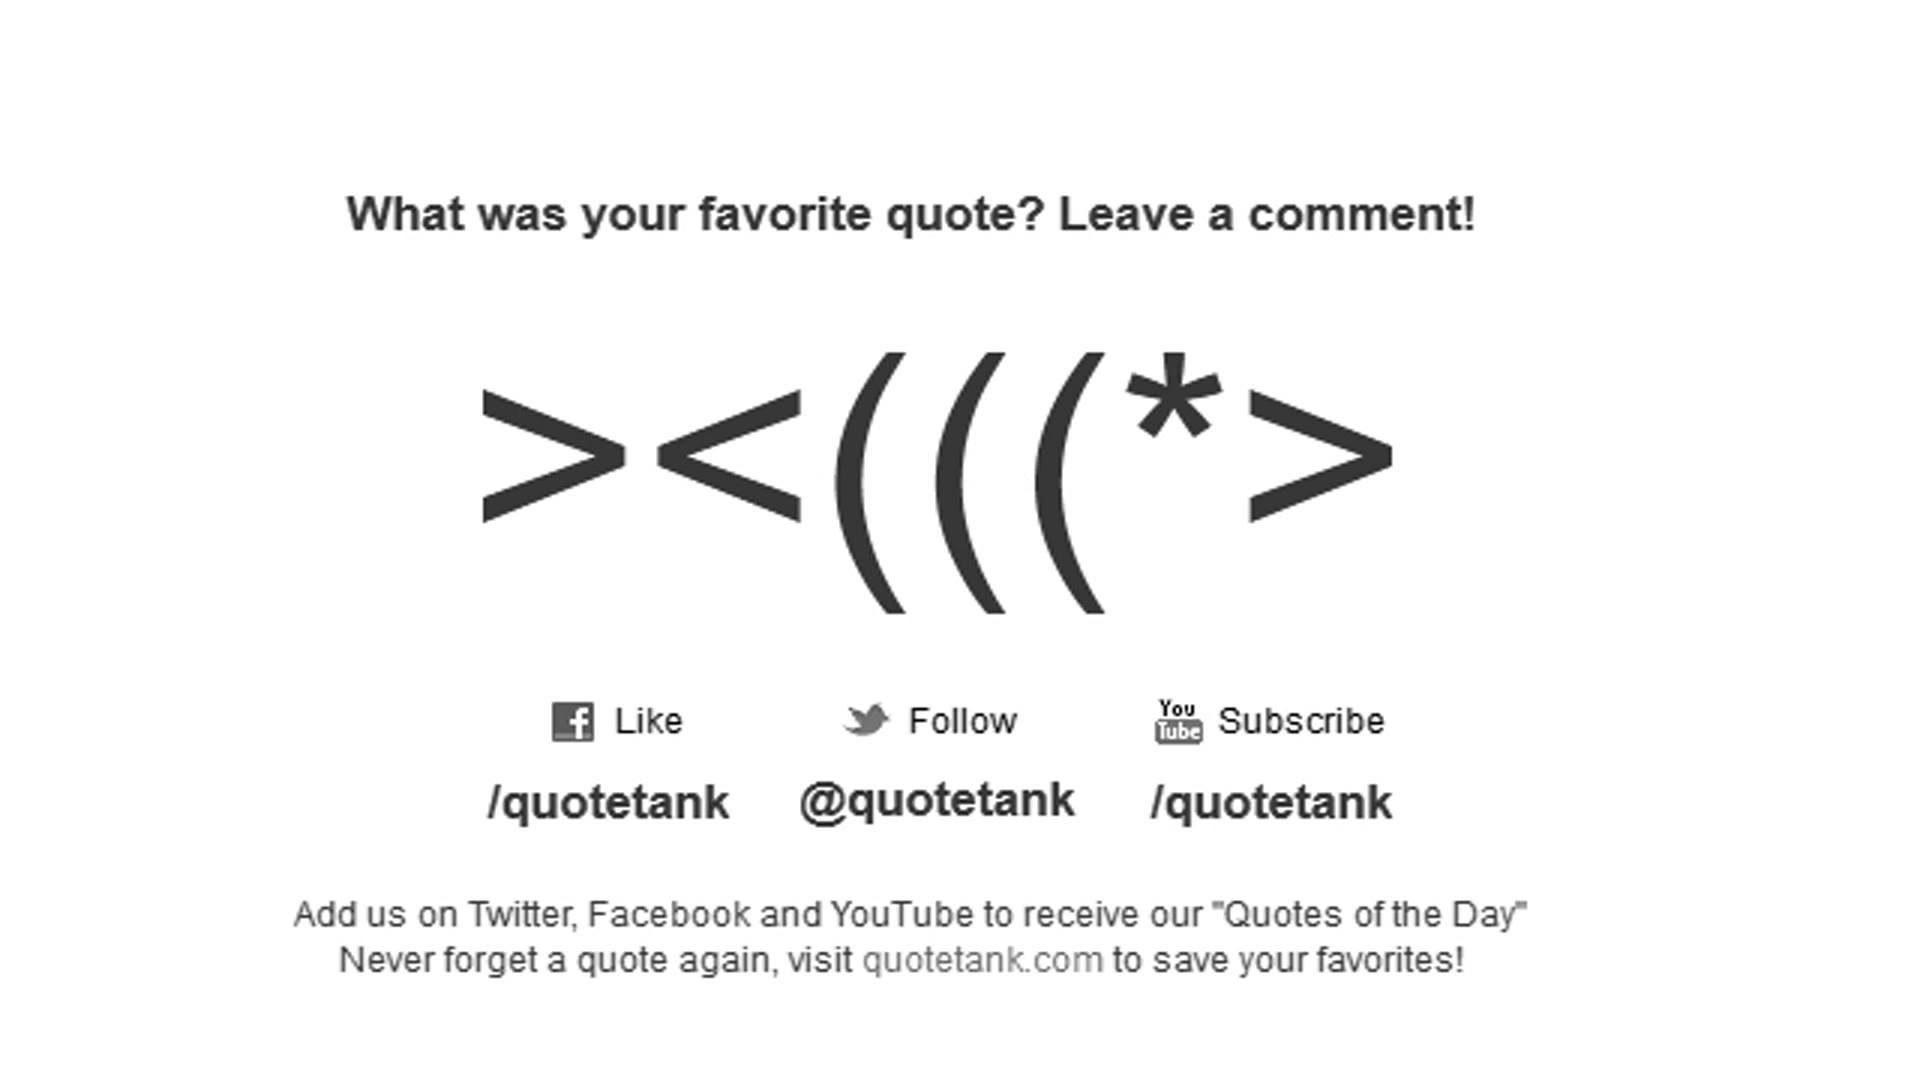 What was your favorite quote? Leave a comment!
><(((*>
f Like Follow You Tube Subscribe
/quotetank @quotetank /quotetank
Add us on Twitter, Facebook and YouTube to receive our "Quotes of the Day"
Never forget a quote again, visit quotetank.com to save your favorites!